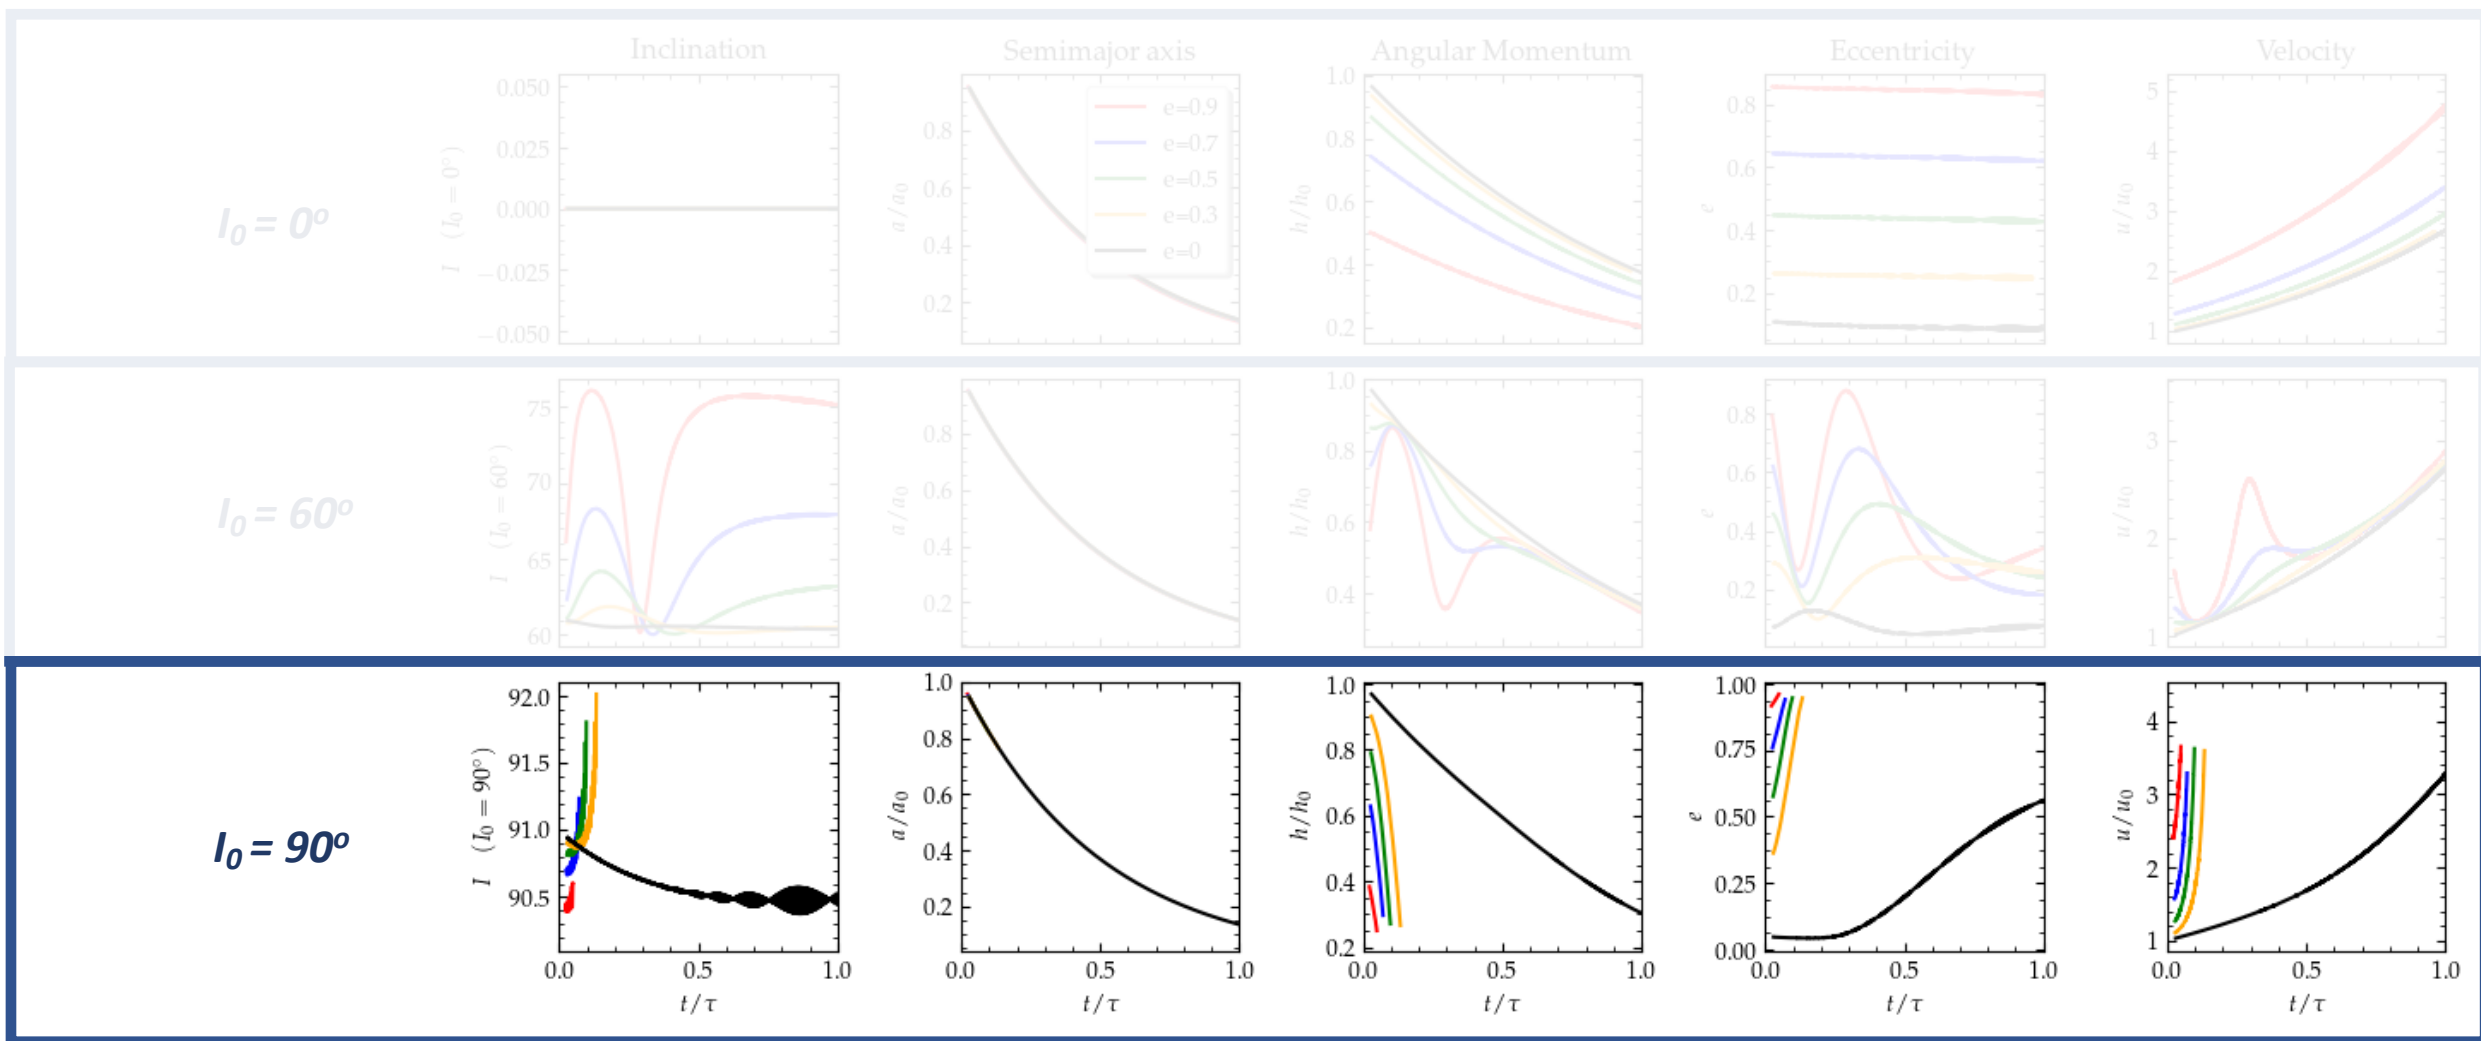 Inclination Semimajor axis Angular Momentum Eccentricity Velocity
I₀ = 0°
I (I₀ = 0°)
0.050
0.025
0.000
−0.025
−0.050
a/a₀
0.8
0.6
0.4
0.2
e=0.9
e=0.7
e=0.5
e=0.3
e=0
h/h₀
1.0
0.8
0.6
0.4
0.2
e
0.8
0.6
0.4
0.2
u/u₀
5
4
3
2
1
I₀ = 60°
I (I₀ = 60°)
75
70
65
60
a/a₀
0.8
0.6
0.4
0.2
h/h₀
1.0
0.8
0.6
0.4
e
0.8
0.6
0.4
0.2
u/u₀
3
2
1
I₀ = 90°
I (I₀ = 90°)
92.0
91.5
91.0
90.5
0.0 0.5 1.0
t/τ
a/a₀
1.0
0.8
0.6
0.4
0.2
0.0 0.5 1.0
t/τ
h/h₀
1.0
0.8
0.6
0.4
0.2
0.0 0.5 1.0
t/τ
e
1.00
0.75
0.50
0.25
0.00
0.0 0.5 1.0
t/τ
u/u₀
4
3
2
1
0.0 0.5 1.0
t/τ